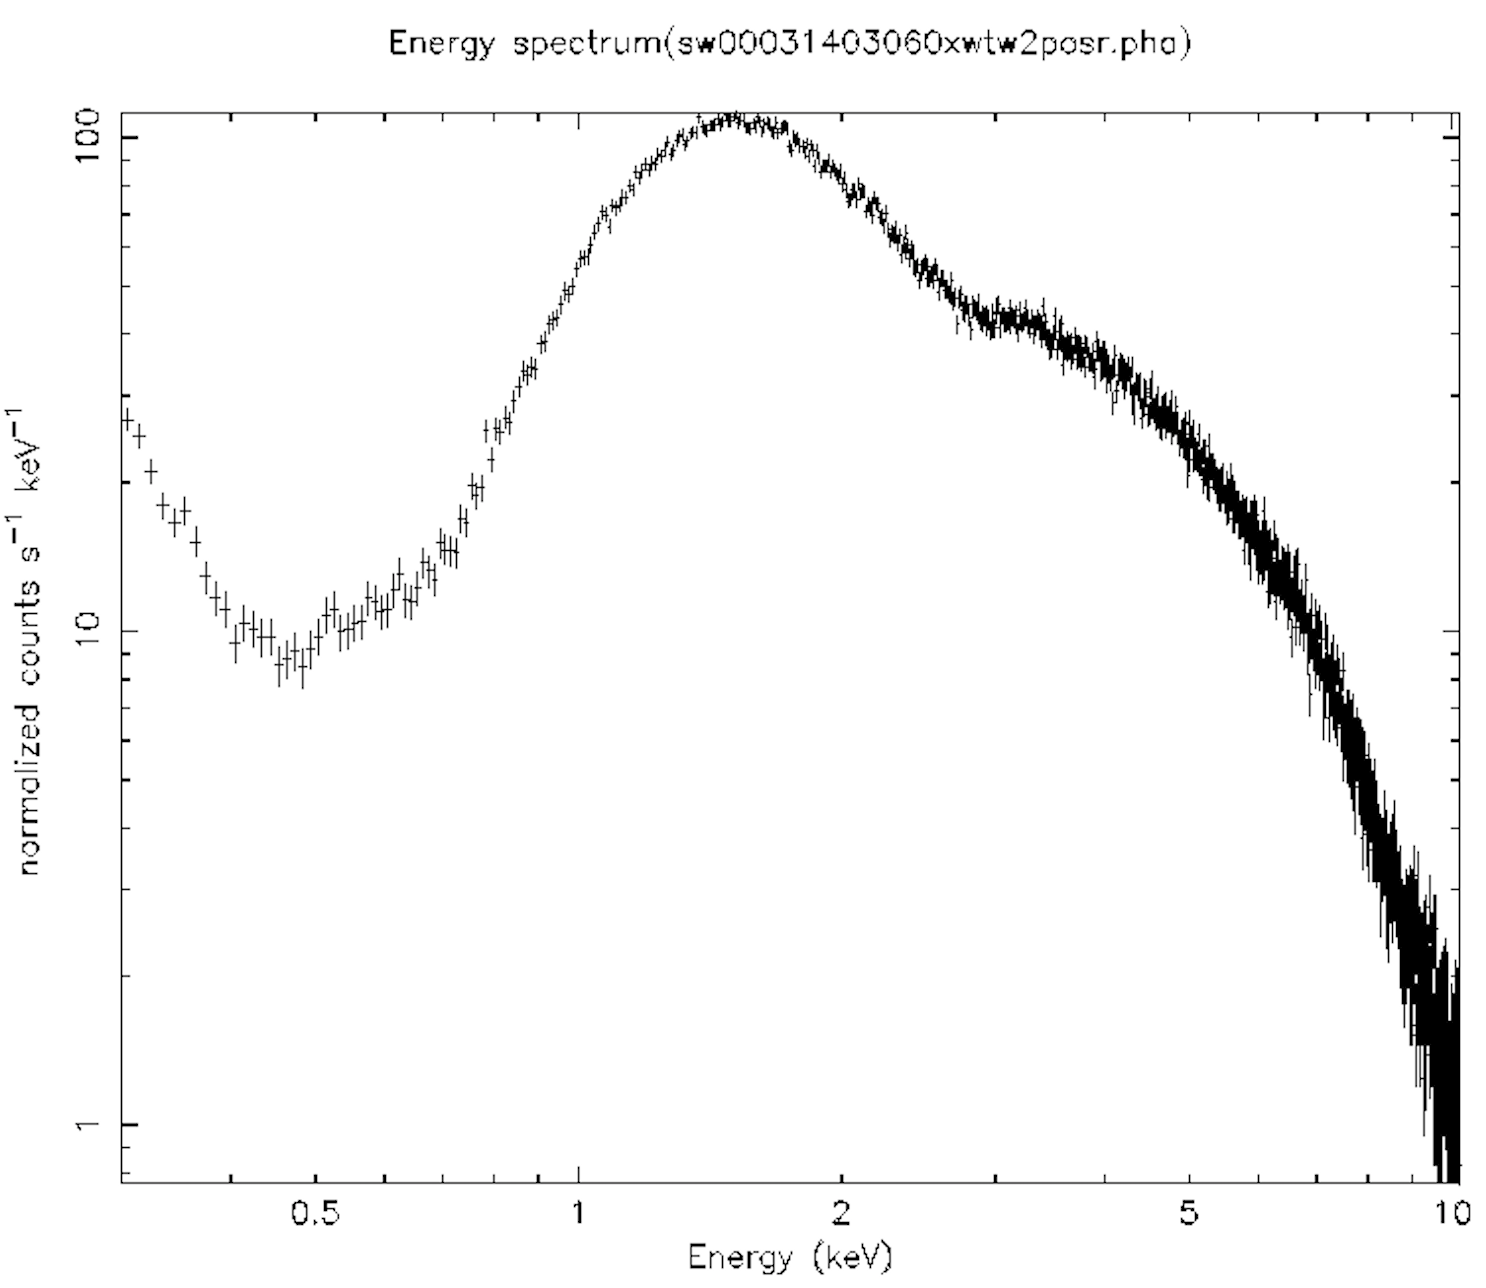 Energy spectrum(sw00031403060xwtw2posr.pha)
100
10
1
normalized counts s⁻¹ keV⁻¹
0.5 1 2 5 10
Energy (keV)